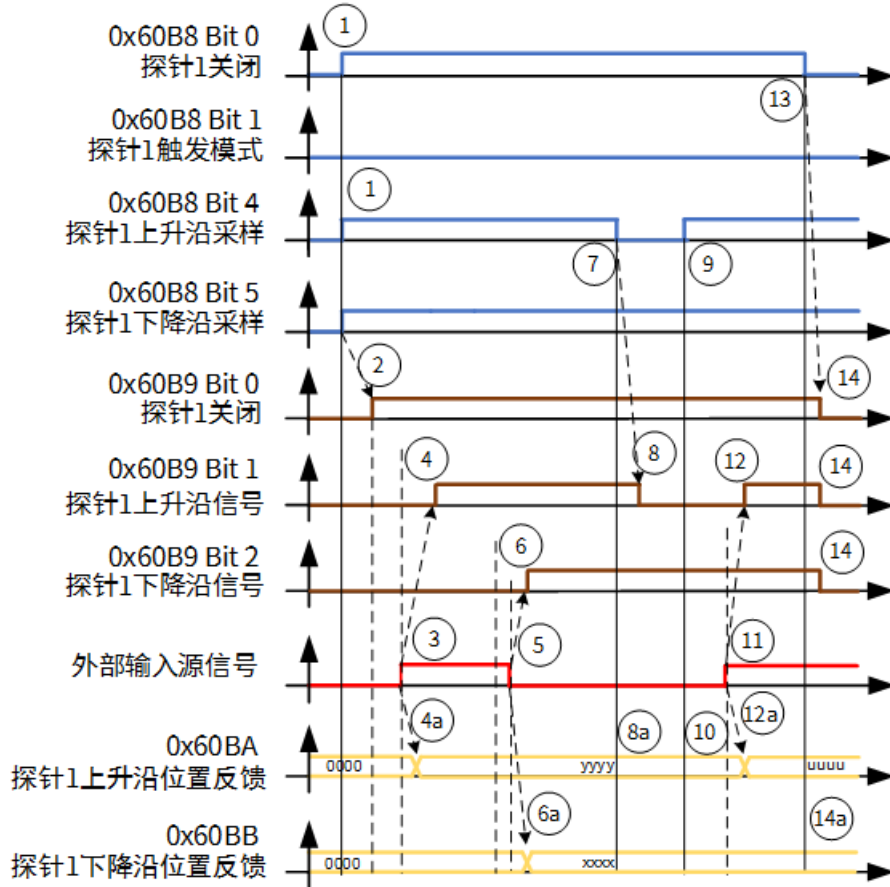 0x60B8 Bit 0
探针1关闭
1
13
0x60B8 Bit 1
探针1触发模式
0x60B8 Bit 4
探针1上升沿采样
1
7
9
0x60B8 Bit 5
探针1下降沿采样
2
0x60B9 Bit 0
探针1关闭
14
0x60B9 Bit 1
探针1上升沿信号
4
8
12
14
0x60B9 Bit 2
探针1下降沿信号
6
14
外部输入源信号
3
5
11
4a
8a
10
12a
0x60BA
探针1上升沿位置反馈
0000
yyyy
uuuu
6a
14a
0x60BB
探针1下降沿位置反馈
0000
xxxx